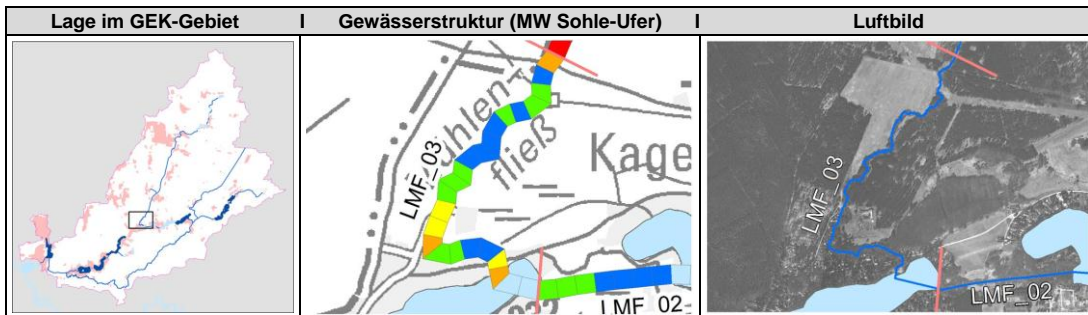 Lage im GEK-Gebiet I Gewässerstruktur (MW Sohle-Ufer) I Luftbild
fließ
Kage
LMF_03
LMF_02
LMF_03
LMF_02